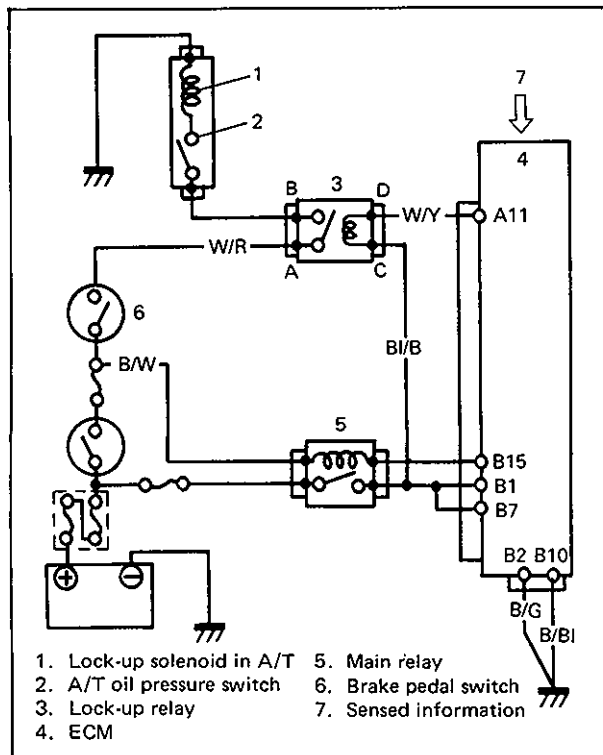 1
2
7
4
B
3
D
W/Y
A11
W/R
A
C
6
Bl/B
B/W
5
B15
B1
B7
+
−
B2
B10
B/G
B/Bl
1. Lock-up solenoid in A/T
2. A/T oil pressure switch
3. Lock-up relay
4. ECM
5. Main relay
6. Brake pedal switch
7. Sensed information